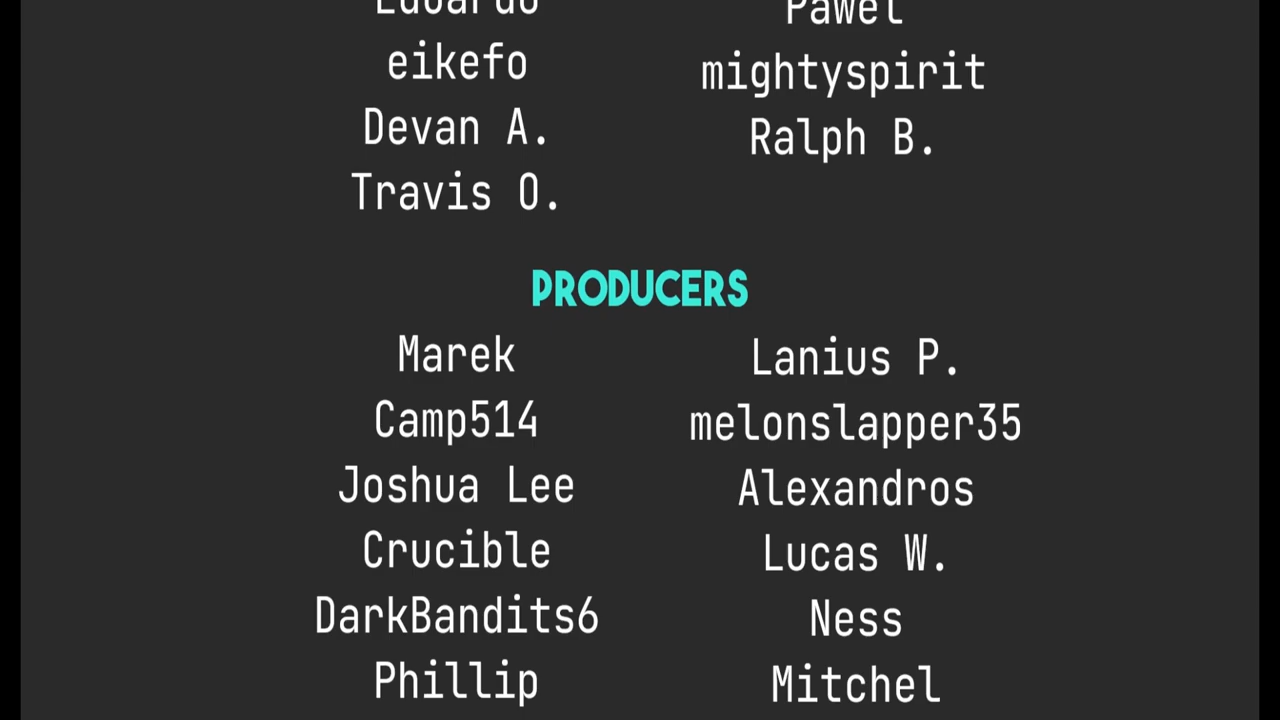 Eduardo
Pawel
eikefo
mightyspirit
Devan A.
Ralph B.
Travis O.
PRODUCERS
Marek
Lanius P.
Camp514
melonslapper35
Joshua Lee
Alexandros
Crucible
Lucas W.
DarkBandits6
Ness
Phillip
Mitchel